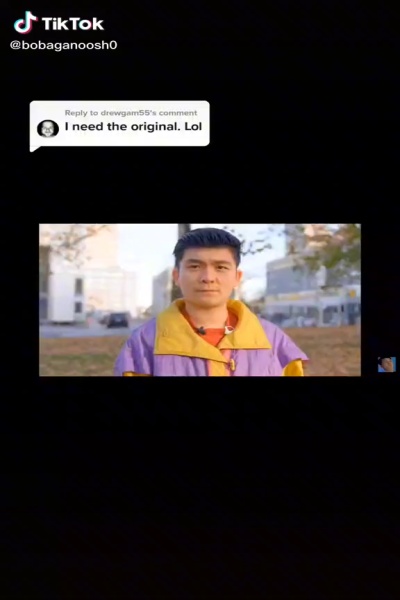 TikTok
@bobaganoosh0
Reply to drewgam55's comment
I need the original. Lol